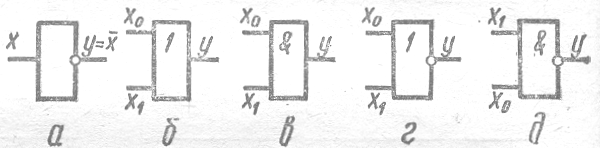 x y=x̄
x₀ 1 y x₁
x₀ & y x₁
x₀ 1 y x₁
x₁ & y x₀
а б в г д